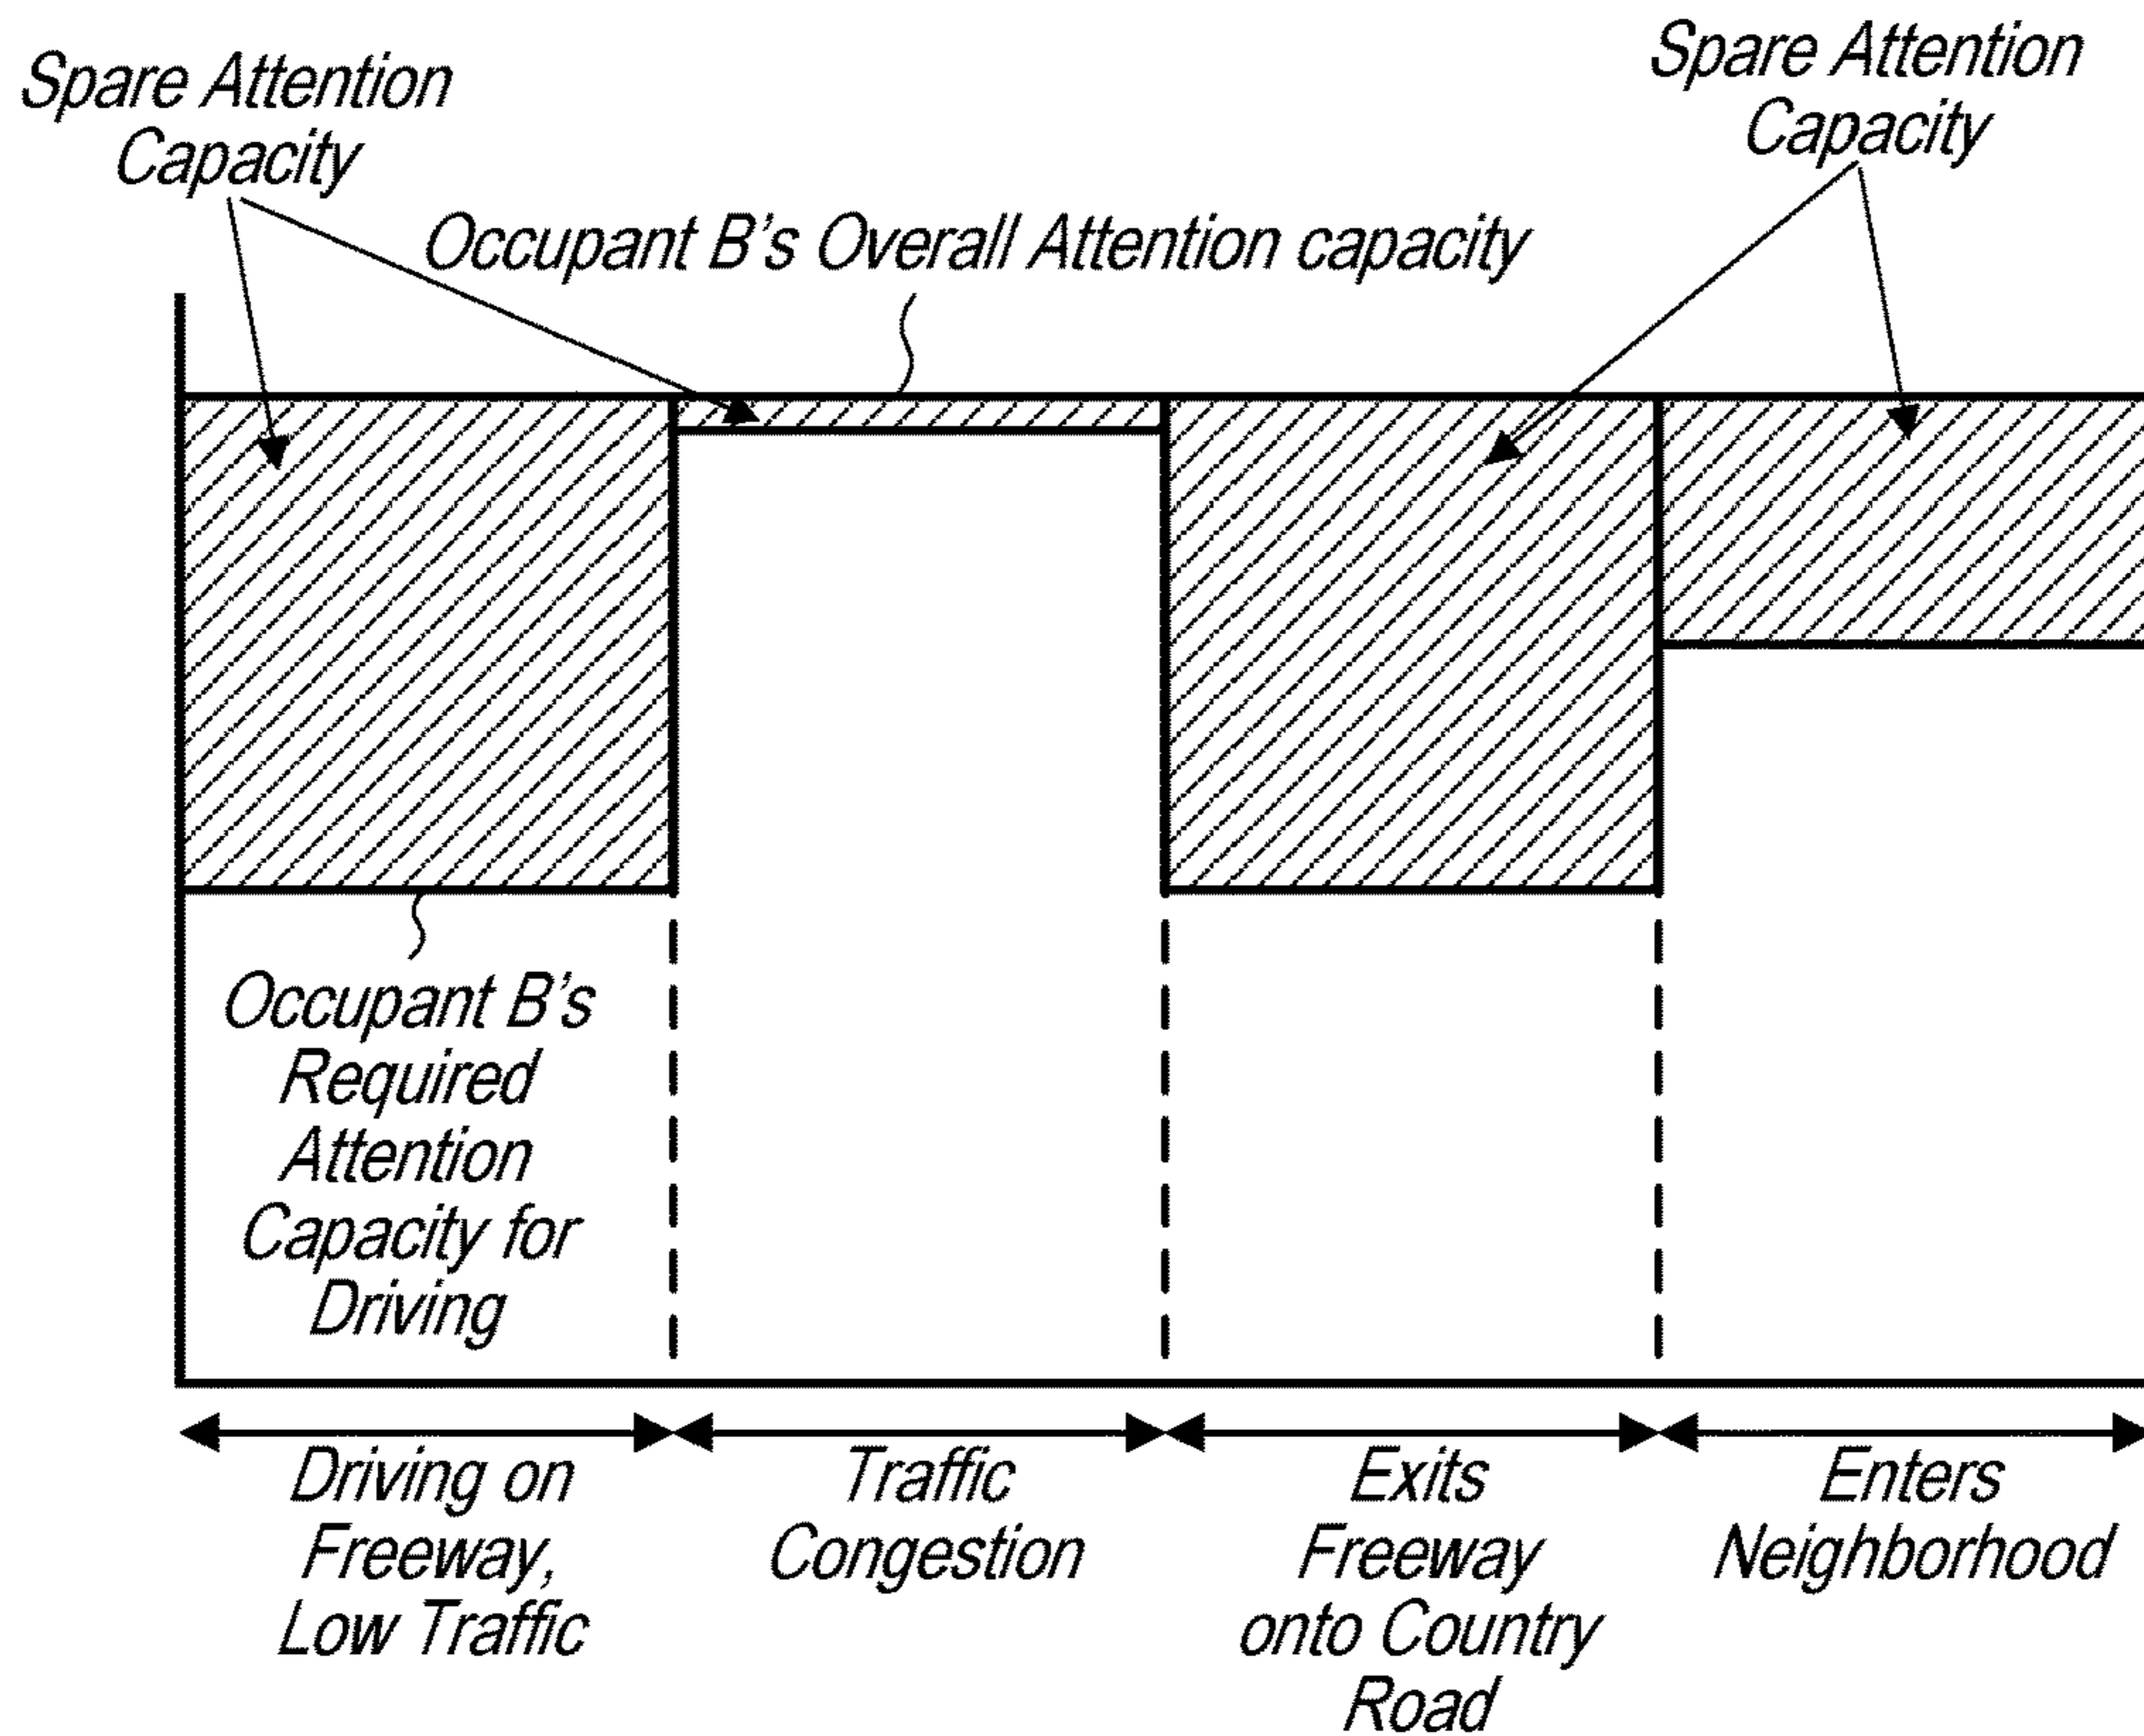 Spare Attention
Capacity
Spare Attention
Capacity
Occupant B's Overall Attention capacity
Occupant B's
Required
Attention
Capacity for
Driving
Driving on
Freeway,
Low Traffic
Traffic
Congestion
Exits
Freeway
onto Country
Road
Enters
Neighborhood